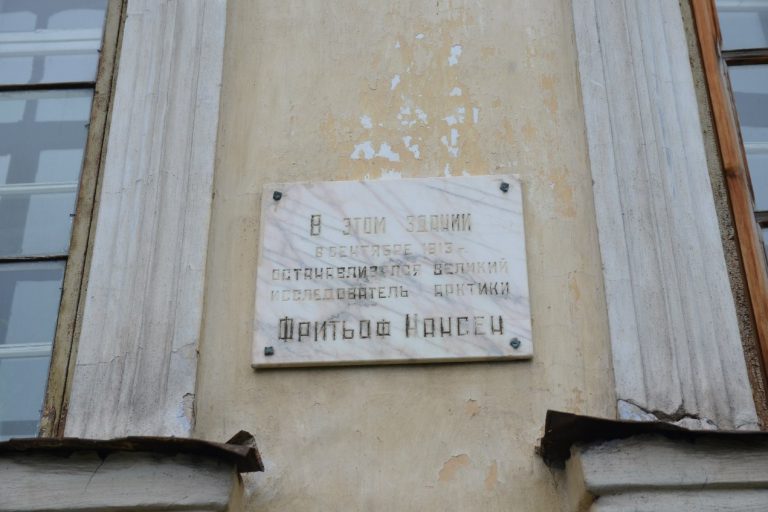 В ЭТОМ ЗДАНИИ
В СЕНТЯБРЕ 1913 г.
ОСТАНАВЛИВАЛСЯ ВЕЛИКИЙ
ИССЛЕДОВАТЕЛЬ АРКТИКИ
ФРИТЬОФ НАНСЕН